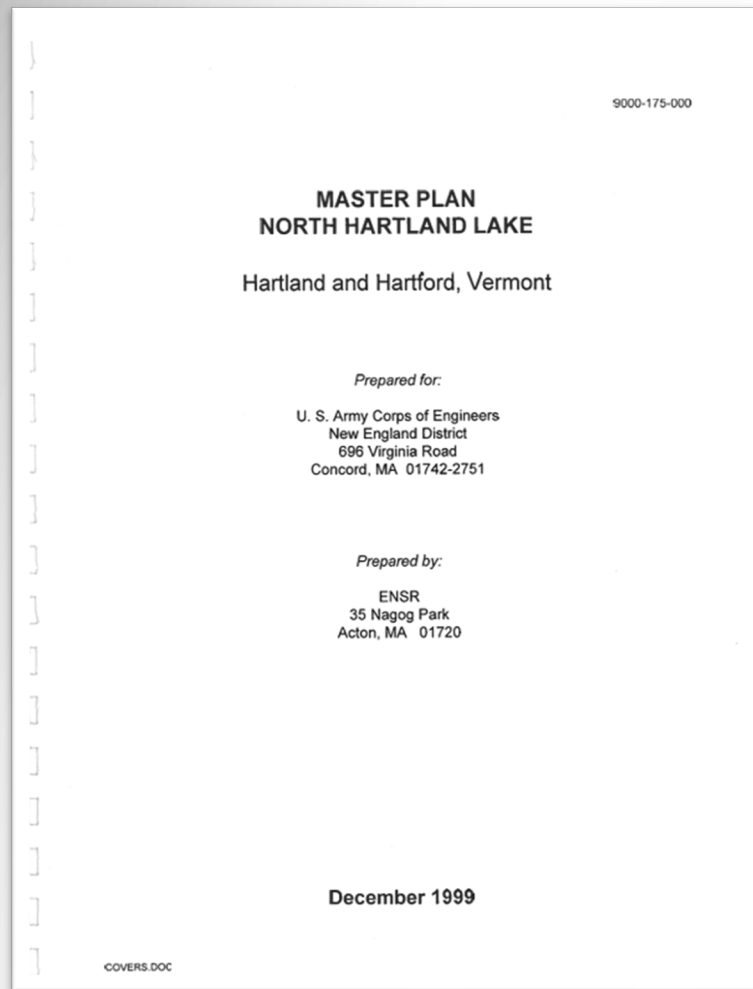 9000-175-000
MASTER PLAN
NORTH HARTLAND LAKE
Hartland and Hartford, Vermont
Prepared for:
U. S. Army Corps of Engineers
New England District
696 Virginia Road
Concord, MA 01742-2751
Prepared by:
ENSR
35 Nagog Park
Acton, MA 01720
December 1999
COVERS.DOC